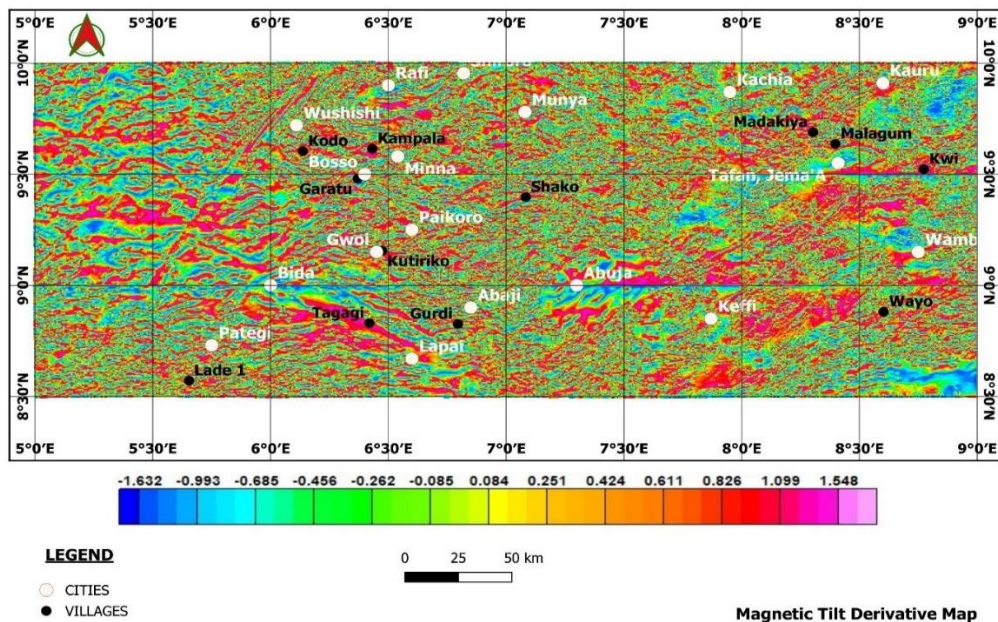 5°0’E 5°30’E 6°0’E 6°30’E 7°0’E 7°30’E 8°0’E 8°30’E 9°0’E
10°0’N 10°0’N
Rafi
Kachia
Kauru
Munya
Wushishi
Madakiya
Malagum
Kodo
Kampala
Bosso
Minna
Kwi
9°30’N 9°30’N
Garatu
Tafan, Jema’A
Shako
Paikoro
Gwoi
Wamb
Kutiriko
Bida
Abuja
9°0’N 9°0’N
Abaji
Tagagi
Gurdi
Keffi
Wayo
Pategi
Lapai
Lade 1
8°30’N 8°30’N
5°0’E 5°30’E 6°0’E 6°30’E 7°0’E 7°30’E 8°0’E 8°30’E 9°0’E
-1.632 -0.993 -0.685 -0.456 -0.262 -0.085 0.084 0.251 0.424 0.611 0.826 1.099 1.548
LEGEND
0 25 50 km
CITIES
VILLAGES
Magnetic Tilt Derivative Map